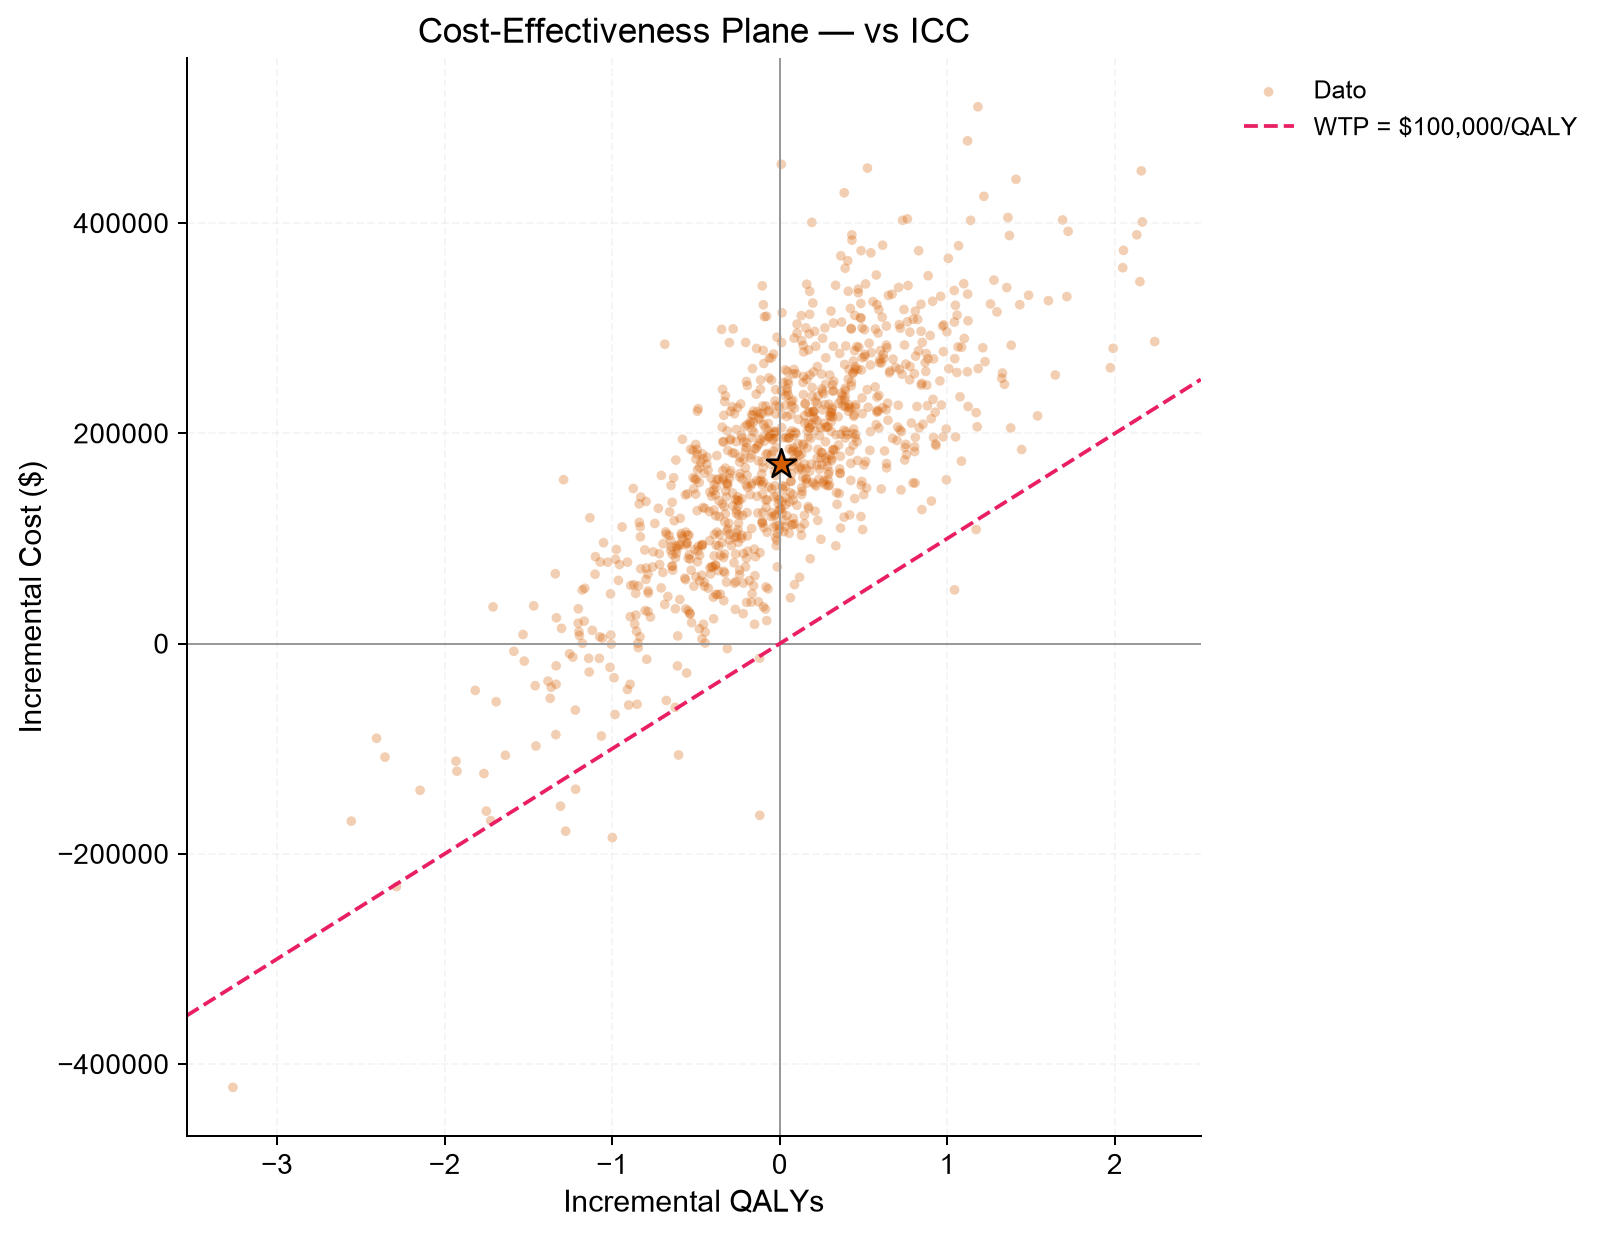 Cost-Effectiveness Plane — vs ICC
Dato
WTP = $100,000/QALY
Incremental Cost ($)
400000
200000
0
−200000
−400000
−3
−2
−1
0
1
2
Incremental QALYs